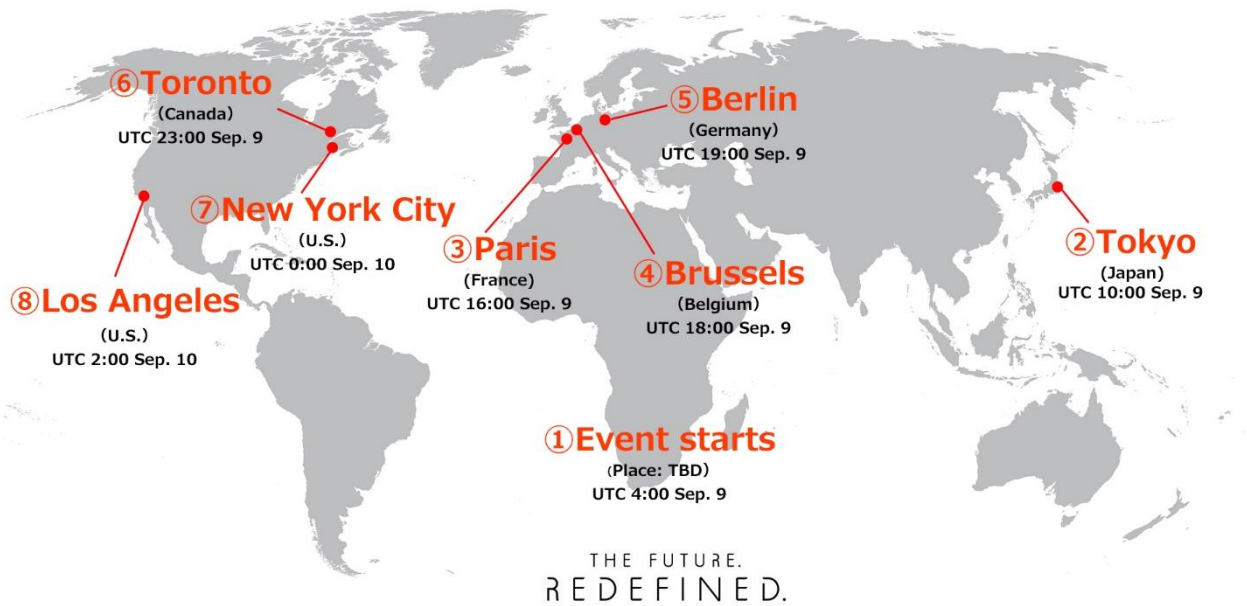 ⑥Toronto
(Canada)
UTC 23:00 Sep. 9
⑤Berlin
(Germany)
UTC 19:00 Sep. 9
⑦New York City
(U.S.)
UTC 0:00 Sep. 10
③Paris
(France)
UTC 16:00 Sep. 9
④Brussels
(Belgium)
UTC 18:00 Sep. 9
②Tokyo
(Japan)
UTC 10:00 Sep. 9
⑧Los Angeles
(U.S.)
UTC 2:00 Sep. 10
①Event starts
(Place: TBD)
UTC 4:00 Sep. 9
THE FUTURE.
REDEFINED.